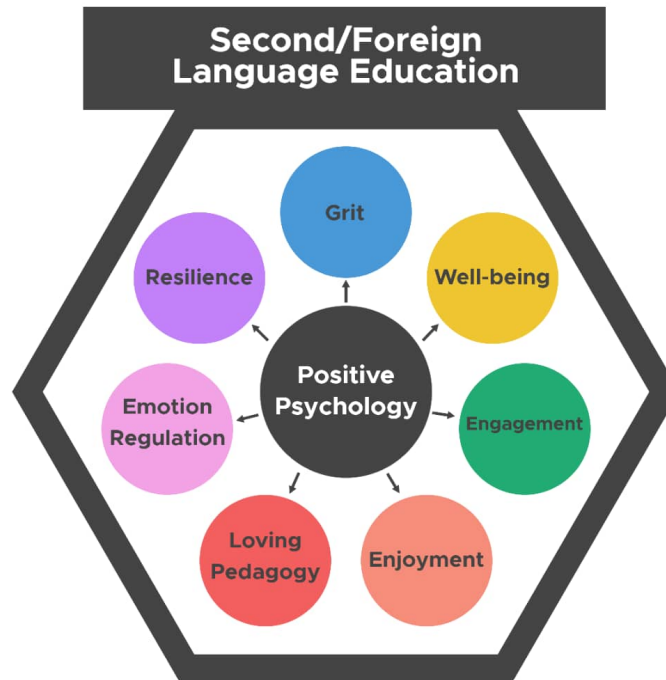 Second/Foreign
Language Education
Grit
Resilience
Well-being
Positive
Psychology
Emotion
Regulation
Engagement
Loving
Pedagogy
Enjoyment